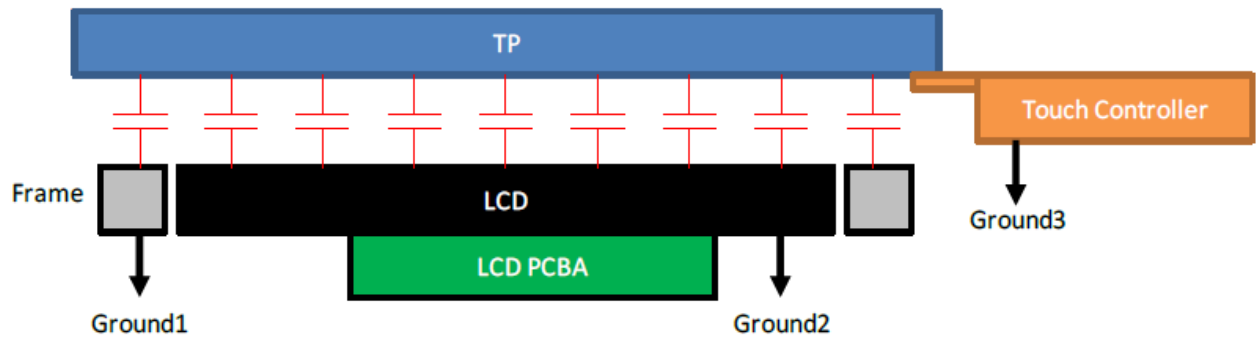 TP
Touch Controller
Frame
LCD
Ground3
LCD PCBA
Ground1
Ground2